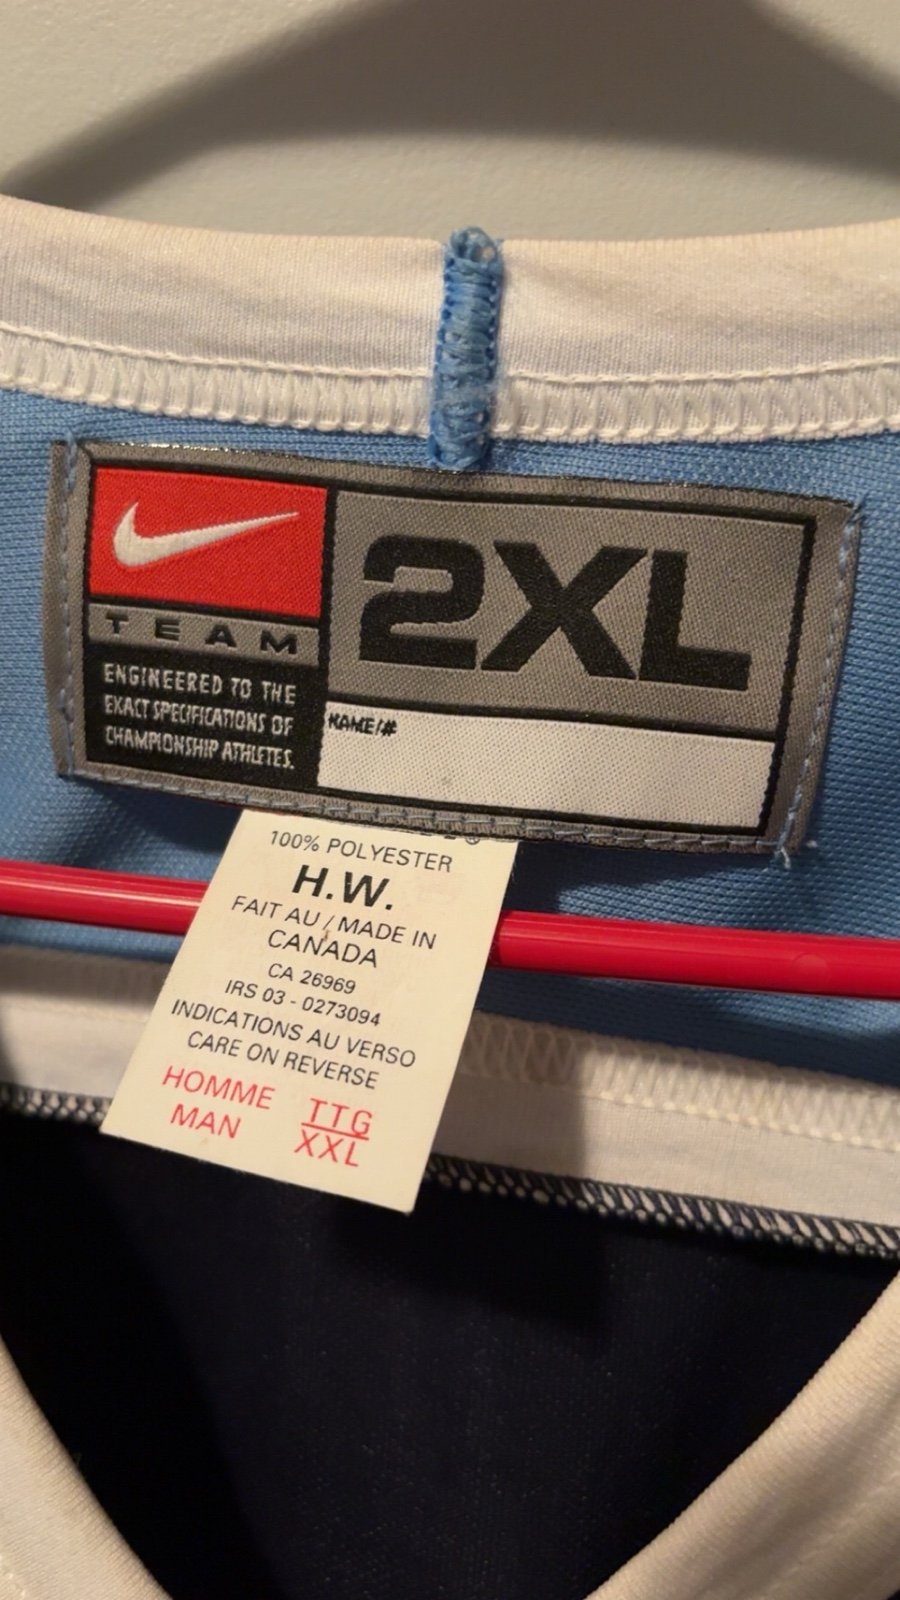 2XL
TEAM
ENGINEERED TO THE
EXACT SPECIFICATIONS OF
CHAMPIONSHIP ATHLETES.
NAME/#
100% POLYESTER
H.W.
FAIT AU / MADE IN
CANADA
CA 26969
IRS 03 - 0273094
INDICATIONS AU VERSO
CARE ON REVERSE
HOMME TTG
MAN XXL